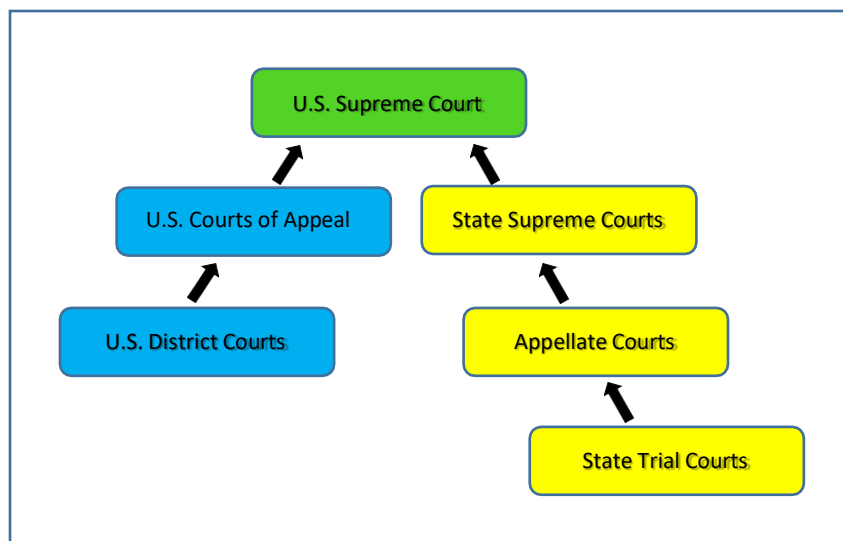 U.S. Supreme Court
U.S. Courts of Appeal
State Supreme Courts
U.S. District Courts
Appellate Courts
State Trial Courts